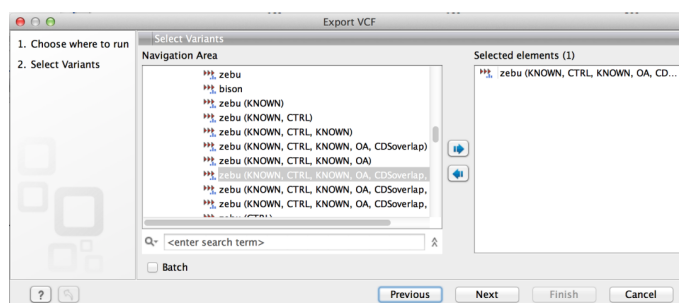 Export VCF
1. Choose where to run
2. Select Variants
Select Variants
Navigation Area
zebu
bison
zebu (KNOWN)
zebu (KNOWN, CTRL)
zebu (KNOWN, CTRL, KNOWN)
zebu (KNOWN, CTRL, KNOWN, OA, CDSoverlap)
zebu (KNOWN, CTRL, KNOWN, OA)
zebu (KNOWN, CTRL, KNOWN, OA, CDSoverlap,
zebu (KNOWN, CTRL, KNOWN, OA, CDSoverlap,
zebu (KNOWN, CTRL, KNOWN, OA, CDSoverlap,
zebu (CTRL)
<enter search term>
Batch
Selected elements (1)
zebu (KNOWN, CTRL, KNOWN, OA, CD...
?
Previous
Next
Finish
Cancel